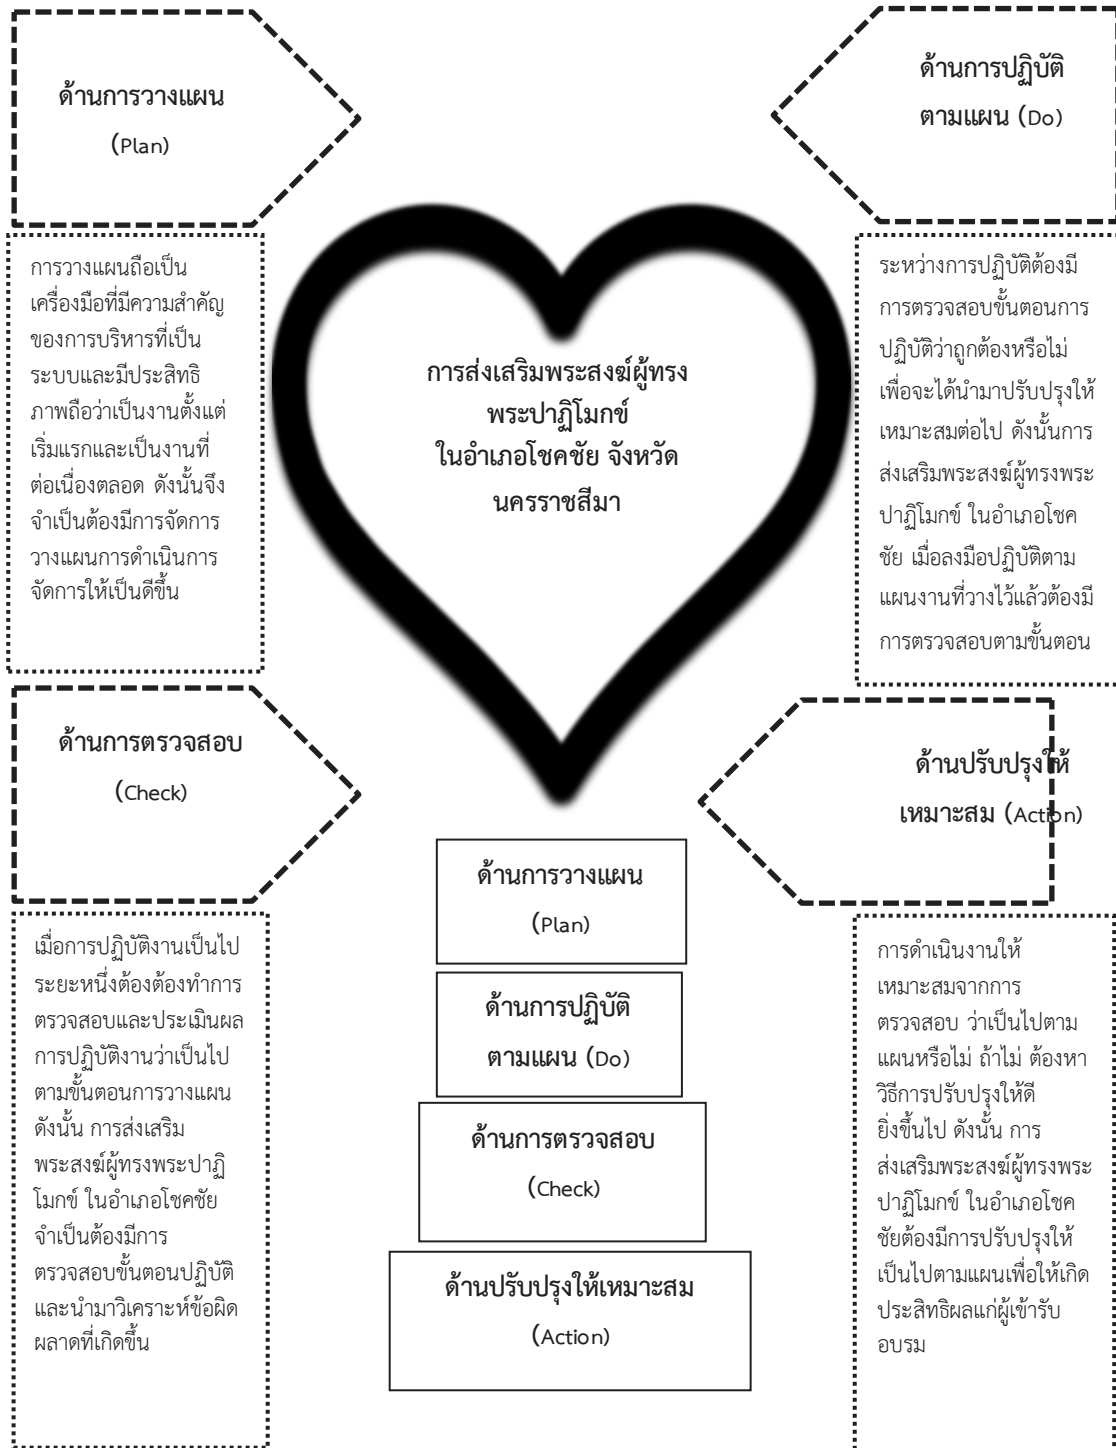 ด้านการวางแผน
(Plan)
ด้านการปฏิบัติ
ตามแผน (Do)
การวางแผนถือเป็น
เครื่องมือที่มีความสำคัญ
ของการบริหารที่เป็น
ระบบและมีประสิทธิ
ภาพถือว่าเป็นงานตั้งแต่
เริ่มแรกและเป็นงานที่
ต่อเนื่องตลอด ดังนั้นจึง
จำเป็นต้องมีการจัดการ
วางแผนการดำเนินการ
จัดการให้เป็นดีขึ้น
การส่งเสริมพระสงฆ์ผู้ทรง
พระปาฏิโมกข์
ในอำเภอโชคชัย จังหวัด
นครราชสีมา
ระหว่างการปฏิบัติต้องมี
การตรวจสอบขั้นตอนการ
ปฏิบัติว่าถูกต้องหรือไม่
เพื่อจะได้นำมาปรับปรุงให้
เหมาะสมต่อไป ดังนั้นการ
ส่งเสริมพระสงฆ์ผู้ทรงพระ
ปาฏิโมกข์ ในอำเภอโชค
ชัย เมื่อลงมือปฏิบัติตาม
แผนงานที่วางไว้แล้วต้องมี
การตรวจสอบตามขั้นตอน
ด้านการตรวจสอบ
(Check)
ด้านปรับปรุงให้
เหมาะสม (Action)
เมื่อการปฏิบัติงานเป็นไป
ระยะหนึ่งต้องต้องทำการ
ตรวจสอบและประเมินผล
การปฏิบัติงานว่าเป็นไป
ตามขั้นตอนการวางแผน
ดังนั้น การส่งเสริม
พระสงฆ์ผู้ทรงพระปาฏิ
โมกข์ ในอำเภอโชคชัย
จำเป็นต้องมีการ
ตรวจสอบขั้นตอนปฏิบัติ
และนำมาวิเคราะห์ข้อผิด
ผลาดที่เกิดขึ้น
ด้านการวางแผน
(Plan)
ด้านการปฏิบัติ
ตามแผน (Do)
ด้านการตรวจสอบ
(Check)
ด้านปรับปรุงให้เหมาะสม
(Action)
การดำเนินงานให้
เหมาะสมจากการ
ตรวจสอบ ว่าเป็นไปตาม
แผนหรือไม่ ถ้าไม่ ต้องหา
วิธีการปรับปรุงให้ดี
ยิ่งขึ้นไป ดังนั้น การ
ส่งเสริมพระสงฆ์ผู้ทรงพระ
ปาฏิโมกข์ ในอำเภอโชค
ชัยต้องมีการปรับปรุงให้
เป็นไปตามแผนเพื่อให้เกิด
ประสิทธิผลแก่ผู้เข้ารับ
อบรม